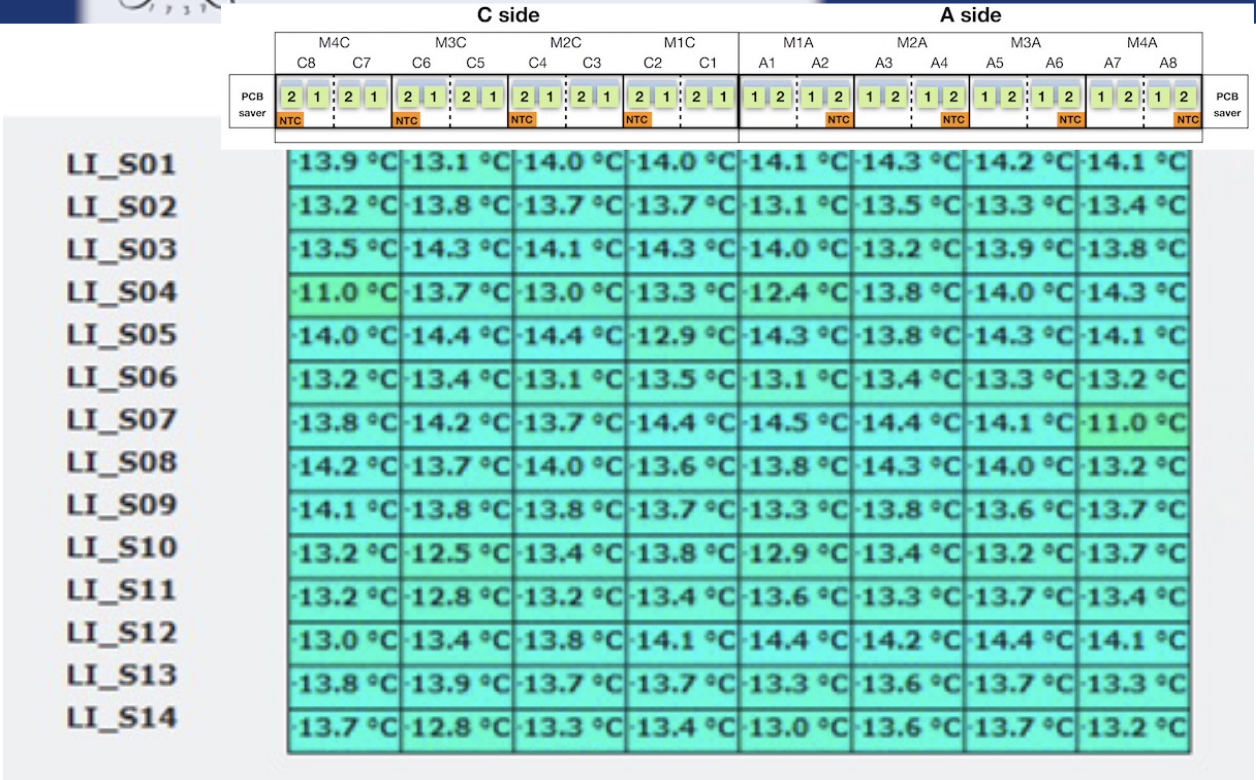 C side A side
M4C M3C M2C M1C M1A M2A M3A M4A
C8 C7 C6 C5 C4 C3 C2 C1 A1 A2 A3 A4 A5 A6 A7 A8
PCB saver 2 1 2 1 2 1 2 1 2 1 2 1 2 1 2 1 1 2 1 2 1 2 1 2 1 2 1 2 1 2 1 2 PCB saver
NTC NTC NTC NTC NTC NTC NTC NTC
LI_S01 -13.9 °C -13.1 °C -14.0 °C -14.0 °C -14.1 °C -14.3 °C -14.2 °C -14.1 °C
LI_S02 -13.2 °C -13.8 °C -13.7 °C -13.7 °C -13.1 °C -13.5 °C -13.3 °C -13.4 °C
LI_S03 -13.5 °C -14.3 °C -14.1 °C -14.3 °C -14.0 °C -13.2 °C -13.9 °C -13.8 °C
LI_S04 -11.0 °C -13.7 °C -13.0 °C -13.3 °C -12.4 °C -13.8 °C -14.0 °C -14.3 °C
LI_S05 -14.0 °C -14.4 °C -14.4 °C -12.9 °C -14.3 °C -13.8 °C -14.3 °C -14.1 °C
LI_S06 -13.2 °C -13.4 °C -13.1 °C -13.5 °C -13.1 °C -13.4 °C -13.3 °C -13.2 °C
LI_S07 -13.8 °C -14.2 °C -13.7 °C -14.4 °C -14.5 °C -14.4 °C -14.1 °C -11.0 °C
LI_S08 -14.2 °C -13.7 °C -14.0 °C -13.6 °C -13.8 °C -14.3 °C -14.0 °C -13.2 °C
LI_S09 -14.1 °C -13.8 °C -13.8 °C -13.7 °C -13.3 °C -13.8 °C -13.6 °C -13.7 °C
LI_S10 -13.2 °C -12.5 °C -13.4 °C -13.8 °C -12.9 °C -13.4 °C -13.2 °C -13.7 °C
LI_S11 -13.2 °C -12.8 °C -13.2 °C -13.4 °C -13.6 °C -13.3 °C -13.7 °C -13.4 °C
LI_S12 -13.0 °C -13.4 °C -13.8 °C -14.1 °C -14.4 °C -14.2 °C -14.4 °C -14.1 °C
LI_S13 -13.8 °C -13.9 °C -13.7 °C -13.7 °C -13.3 °C -13.6 °C -13.7 °C -13.3 °C
LI_S14 -13.7 °C -12.8 °C -13.3 °C -13.4 °C -13.0 °C -13.6 °C -13.7 °C -13.2 °C